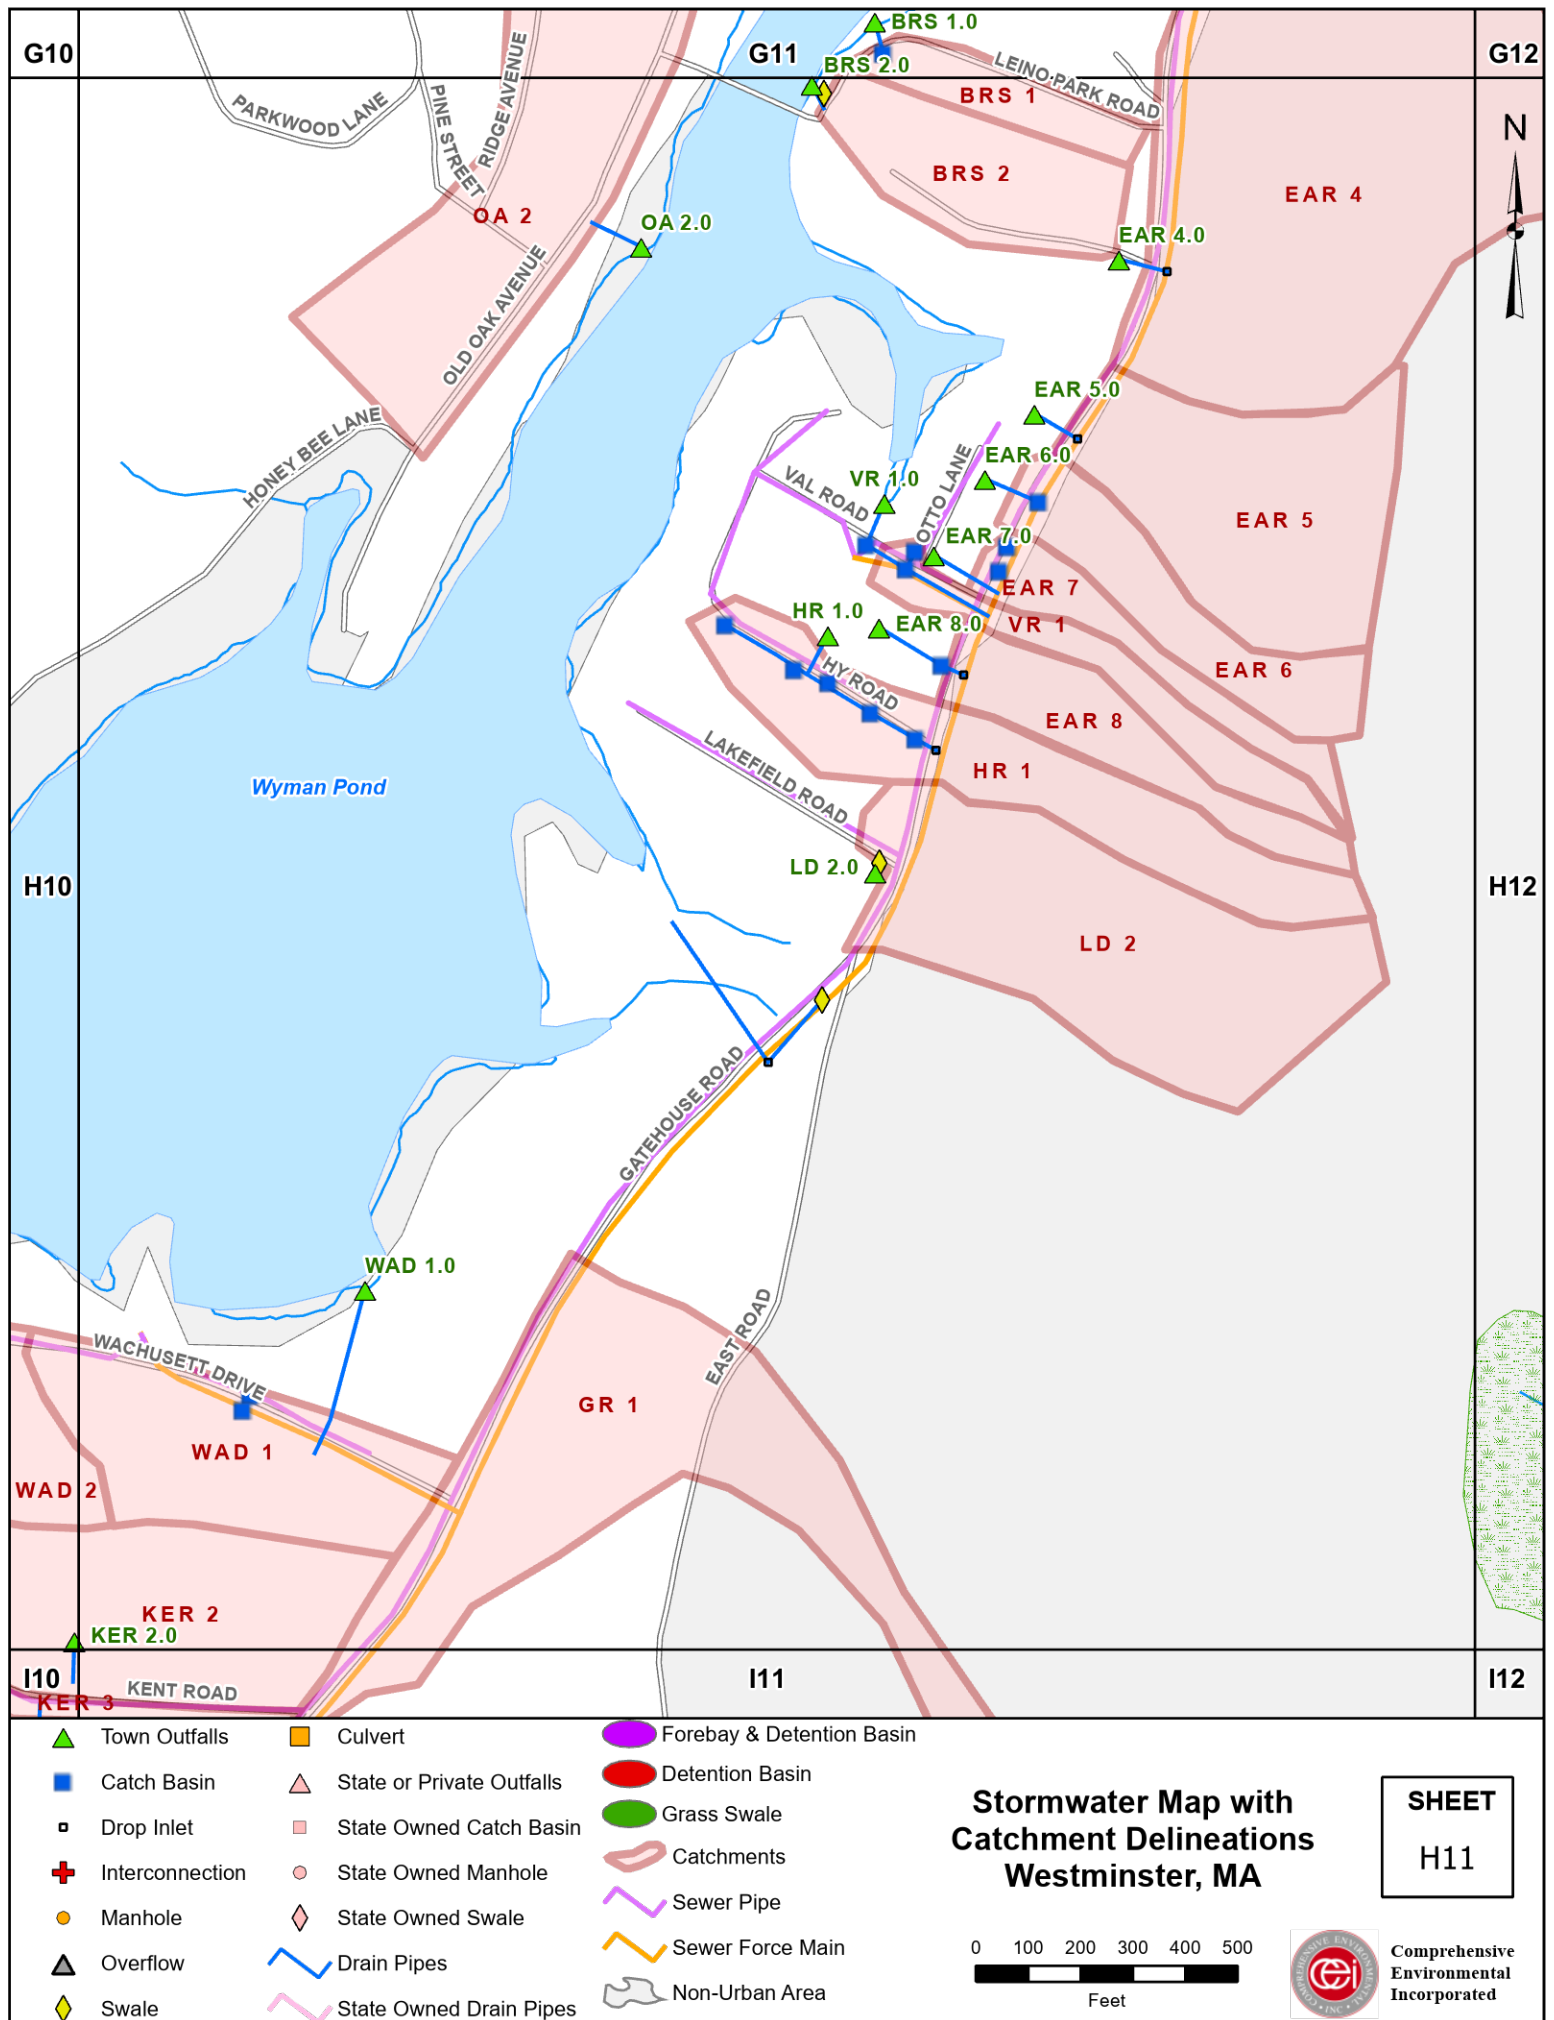 G10
G11
G12
BRS 1.0
BRS 2.0
LEINO PARK ROAD
BRS 1
PARKWOOD LANE
PINE STREET
RIDGE AVENUE
N
BRS 2
EAR 4
OA 2
OA 2.0
EAR 4.0
OLD OAK AVENUE
EAR 5.0
HONEY BEE LANE
EAR 6.0
VR 1.0
VAL ROAD
OTTO LANE
EAR 5
EAR 7.0
EAR 7
HR 1.0
EAR 8.0
VR 1
HY ROAD
EAR 6
EAR 8
LAKEFIELD ROAD
HR 1
Wyman Pond
LD 2.0
H10
H12
LD 2
GATEHOUSE ROAD
WAD 1.0
EAST ROAD
WACHUSETT DRIVE
GR 1
WAD 1
WAD 2
KER 2
KER 2.0
I10
I11
I12
KENT ROAD
KER 3
Town Outfalls
Catch Basin
Drop Inlet
Interconnection
Manhole
Overflow
Swale
Culvert
State or Private Outfalls
State Owned Catch Basin
State Owned Manhole
State Owned Swale
Drain Pipes
State Owned Drain Pipes
Forebay & Detention Basin
Detention Basin
Grass Swale
Catchments
Sewer Pipe
Sewer Force Main
Non-Urban Area
Stormwater Map with
Catchment Delineations
Westminster, MA
SHEET
H11
0 100 200 300 400 500
Feet
COMPREHENSIVE ENVIRONMENTAL
INC
cei
Comprehensive
Environmental
Incorporated